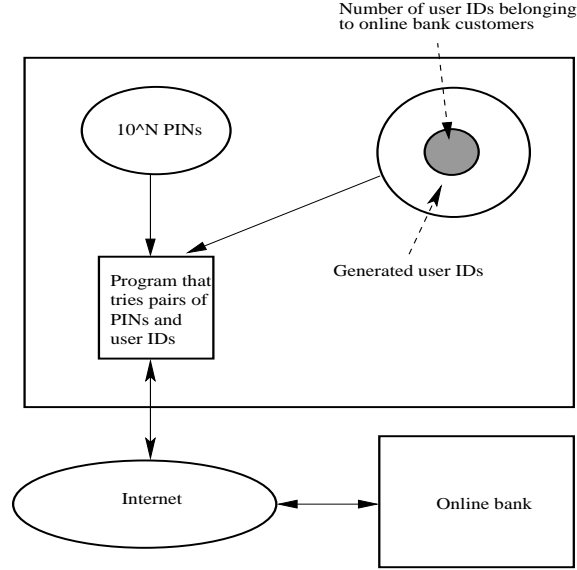 Number of user IDs belonging
to online bank customers
10^N PINs
Generated user IDs
Program that
tries pairs of
PINs and
user IDs
Internet
Online bank